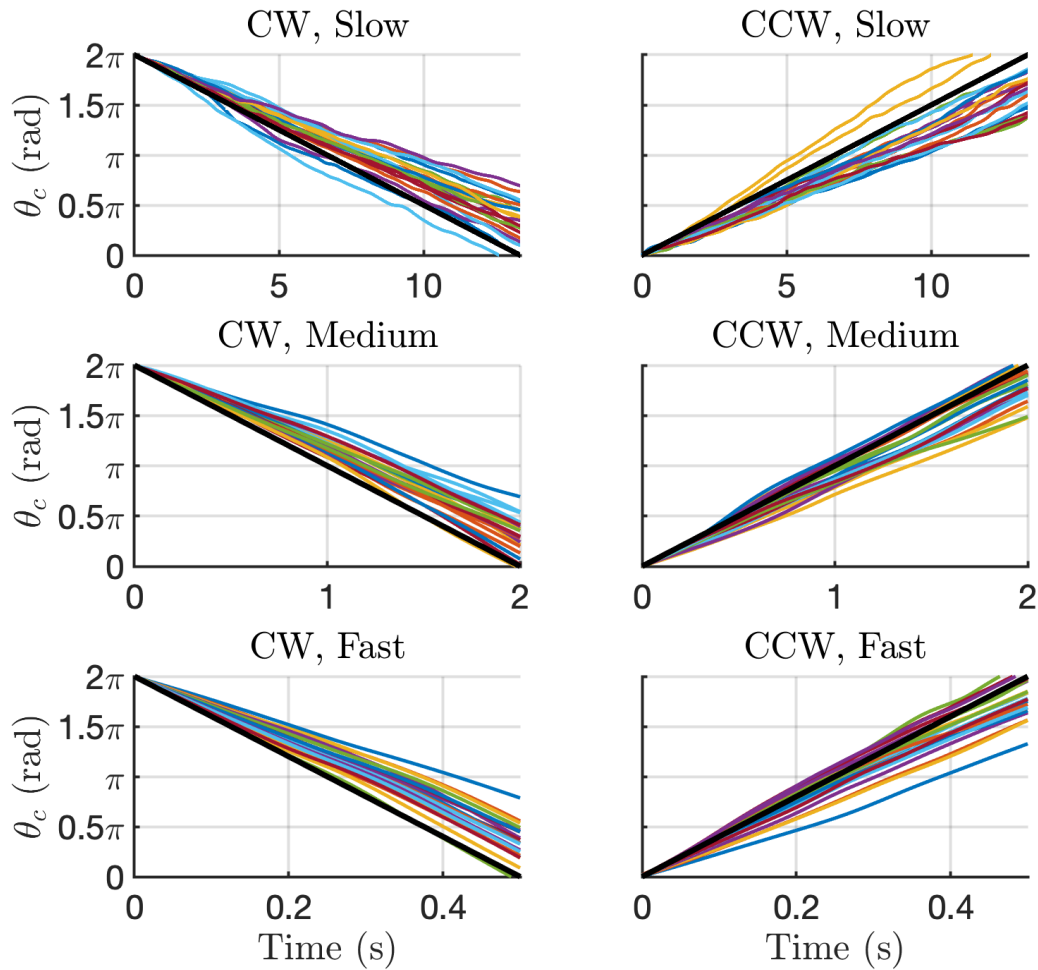 CW, Slow
CCW, Slow
2π
1.5π
π
0.5π
0
θc (rad)
0 5 10
0 5 10
CW, Medium
CCW, Medium
2π
1.5π
π
0.5π
0
θc (rad)
0 1 2
0 1 2
CW, Fast
CCW, Fast
2π
1.5π
π
0.5π
0
θc (rad)
0 0.2 0.4
0 0.2 0.4
Time (s)
Time (s)